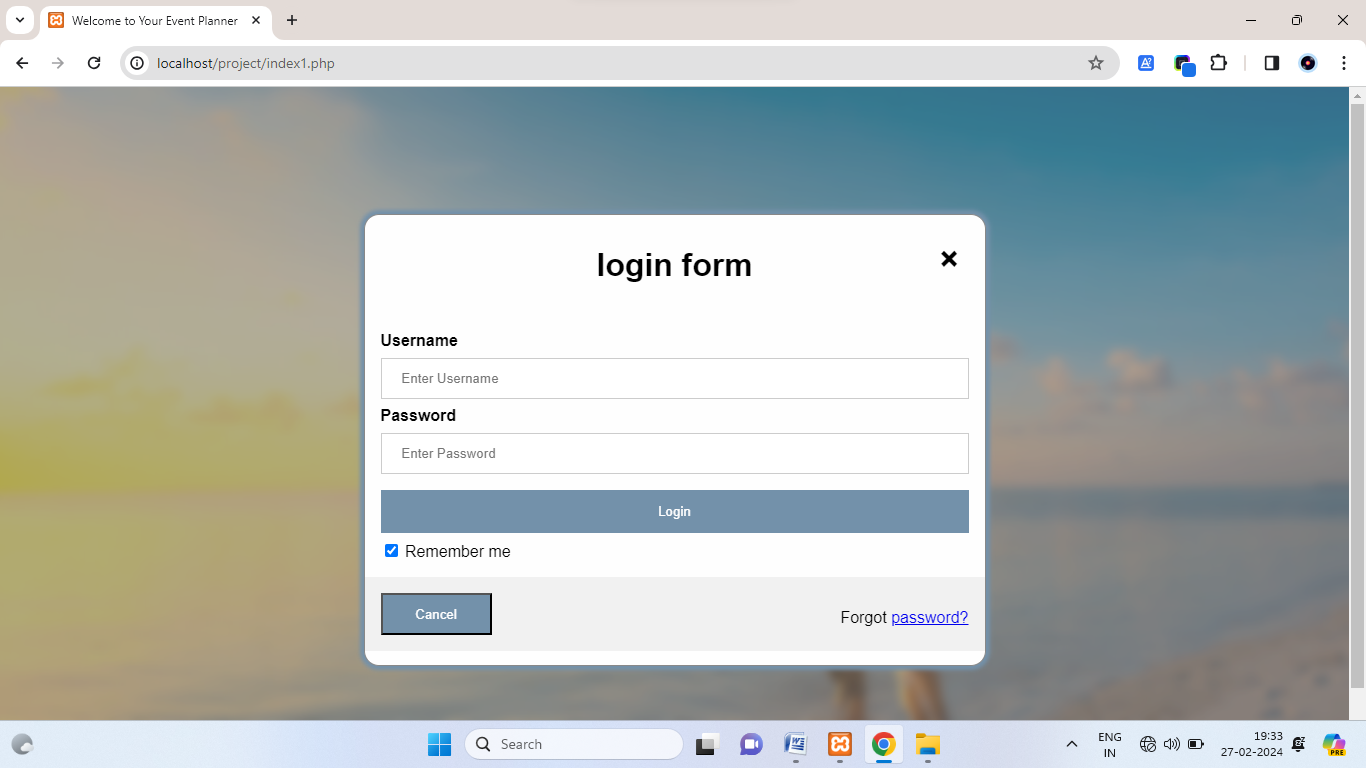 Welcome to Your Event Planner
localhost/project/index1.php
login form
Username
Enter Username
Password
Enter Password
Login
Remember me
Cancel
Forgot password?
Search
ENG
IN
19:33
27-02-2024
PRE